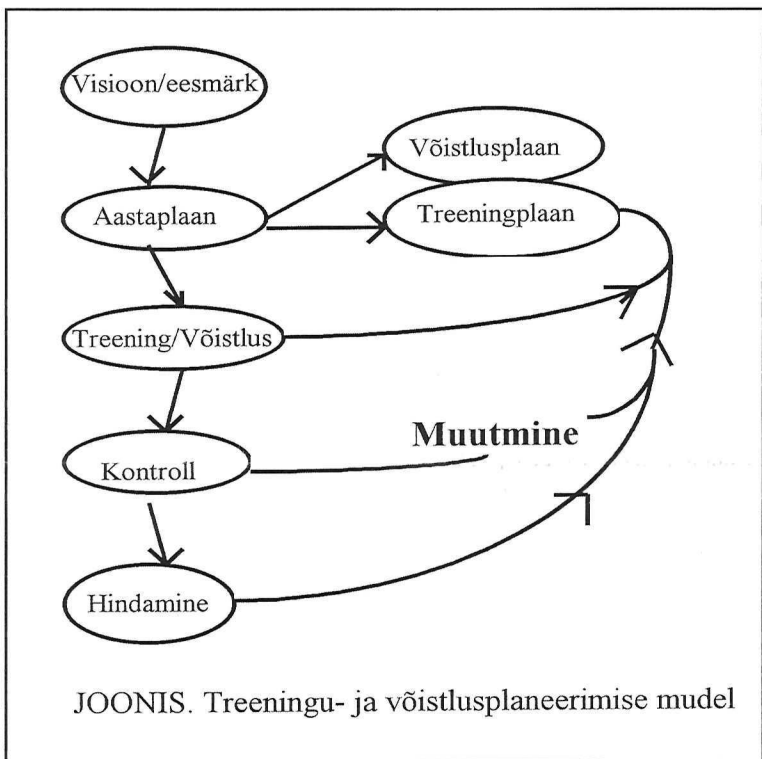 Visioon/eesmärk
Võistlusplaan
Aastaplaan
Treeningplaan
Treening/Võistlus
Muutmine
Kontroll
Hindamine
JOONIS. Treeningu- ja võistlusplaneerimise mudel